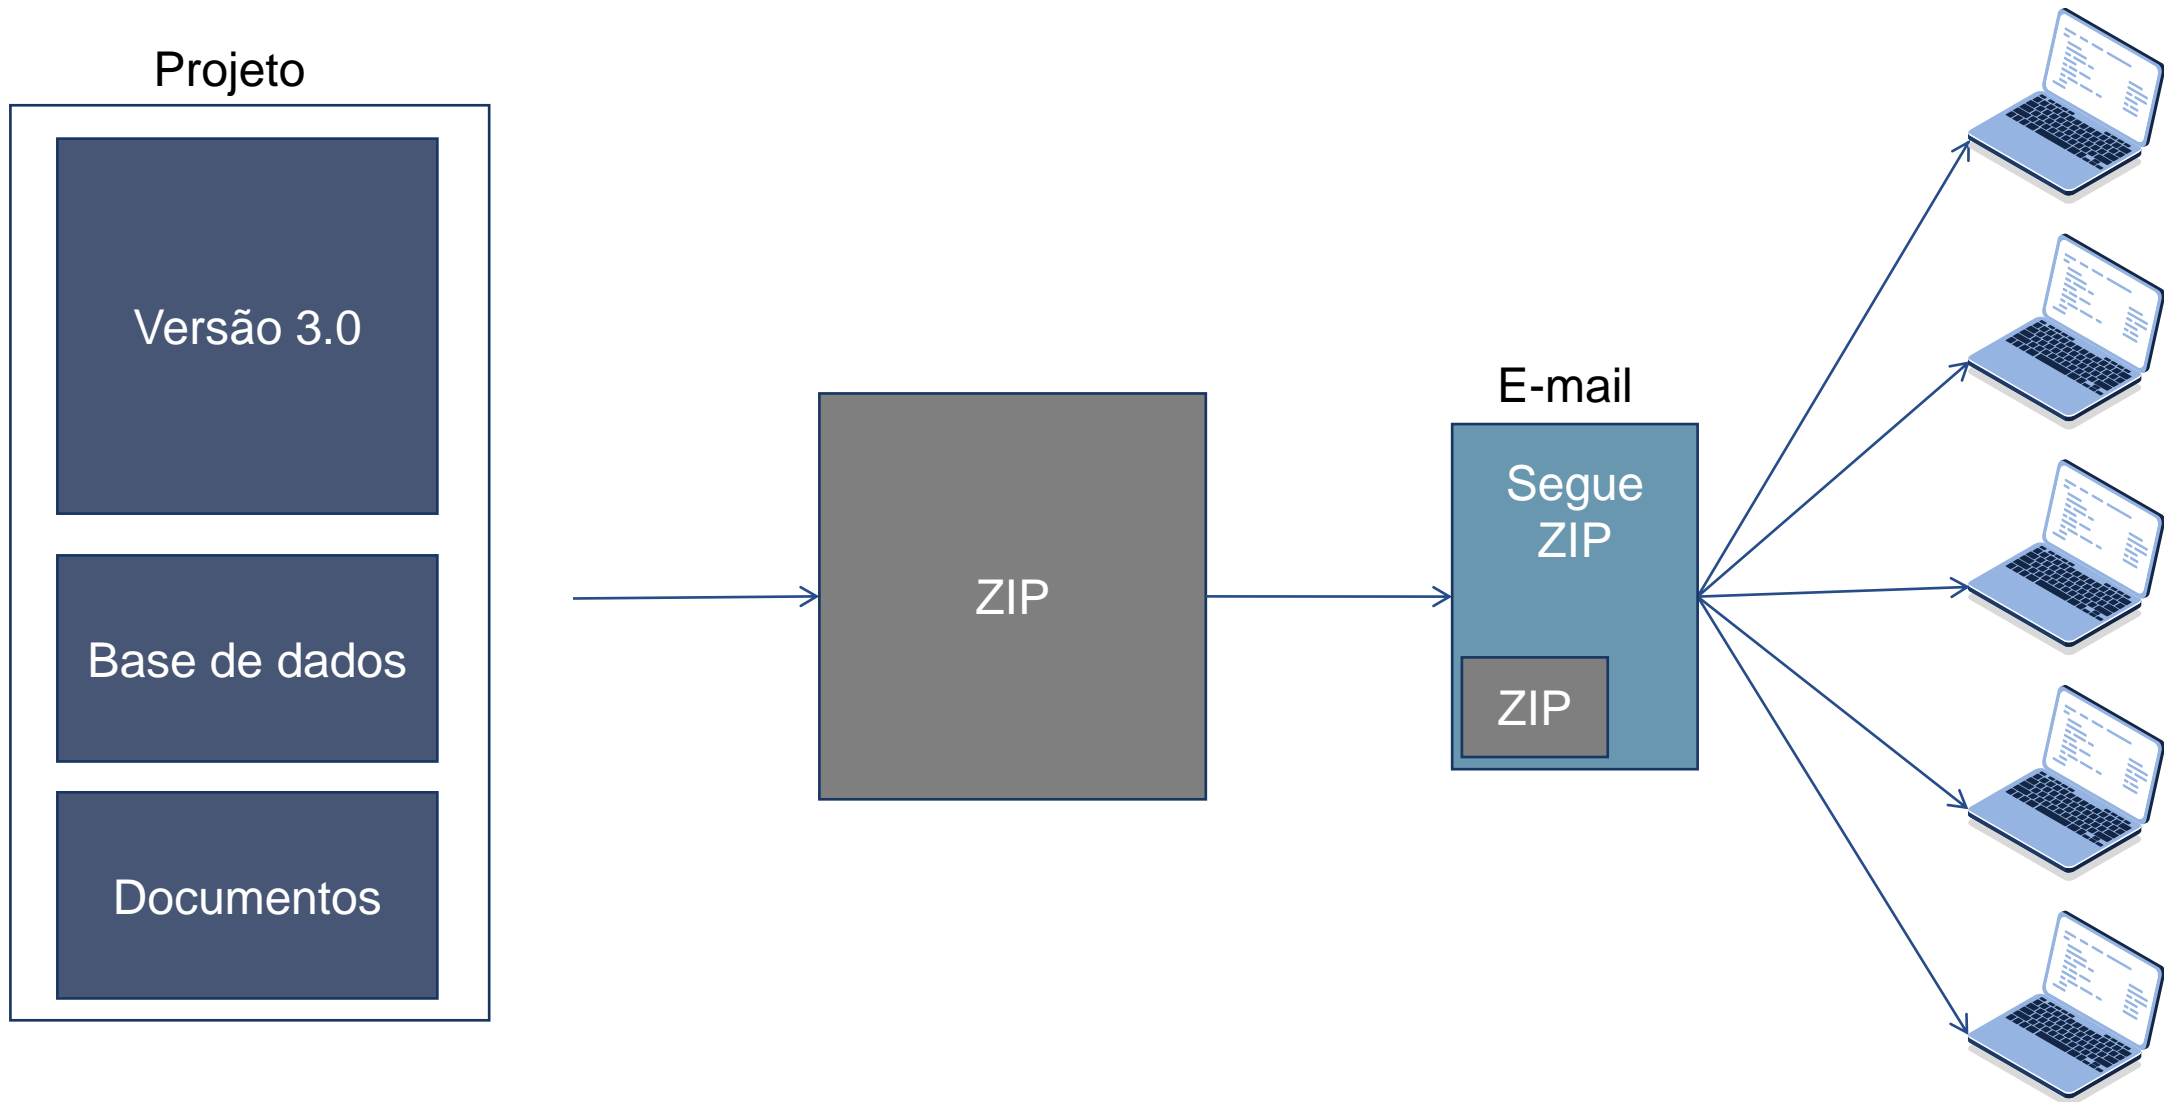 Projeto
Versão 3.0
Base de dados
Documentos
ZIP
E-mail
Segue
ZIP
ZIP